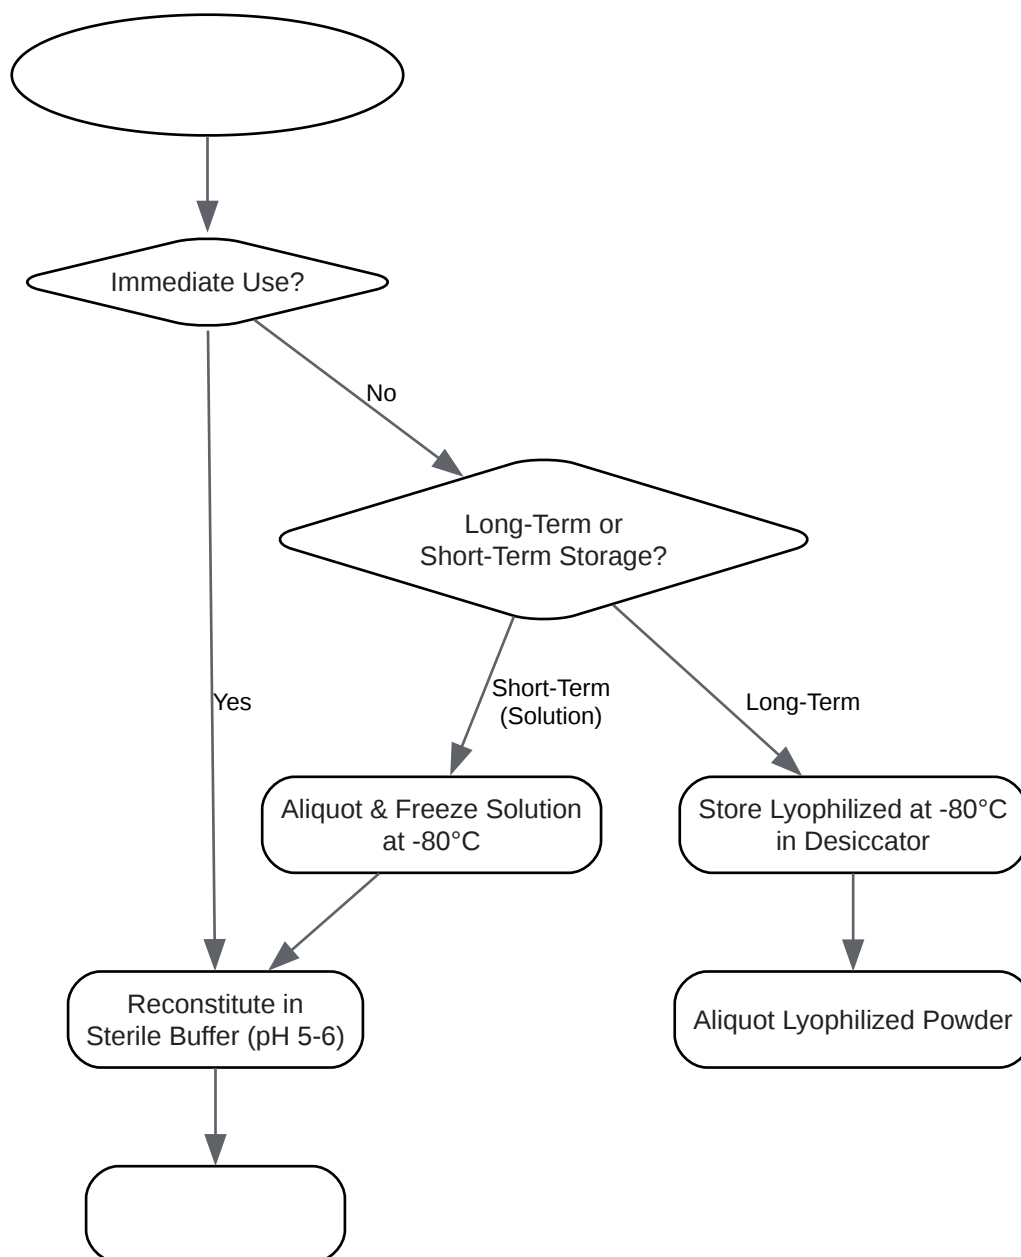 Immediate Use?
No
Long-Term or
Short-Term Storage?
Yes
Short-Term
(Solution)
Long-Term
Aliquot & Freeze Solution
at -80°C
Store Lyophilized at -80°C
in Desiccator
Reconstitute in
Sterile Buffer (pH 5-6)
Aliquot Lyophilized Powder